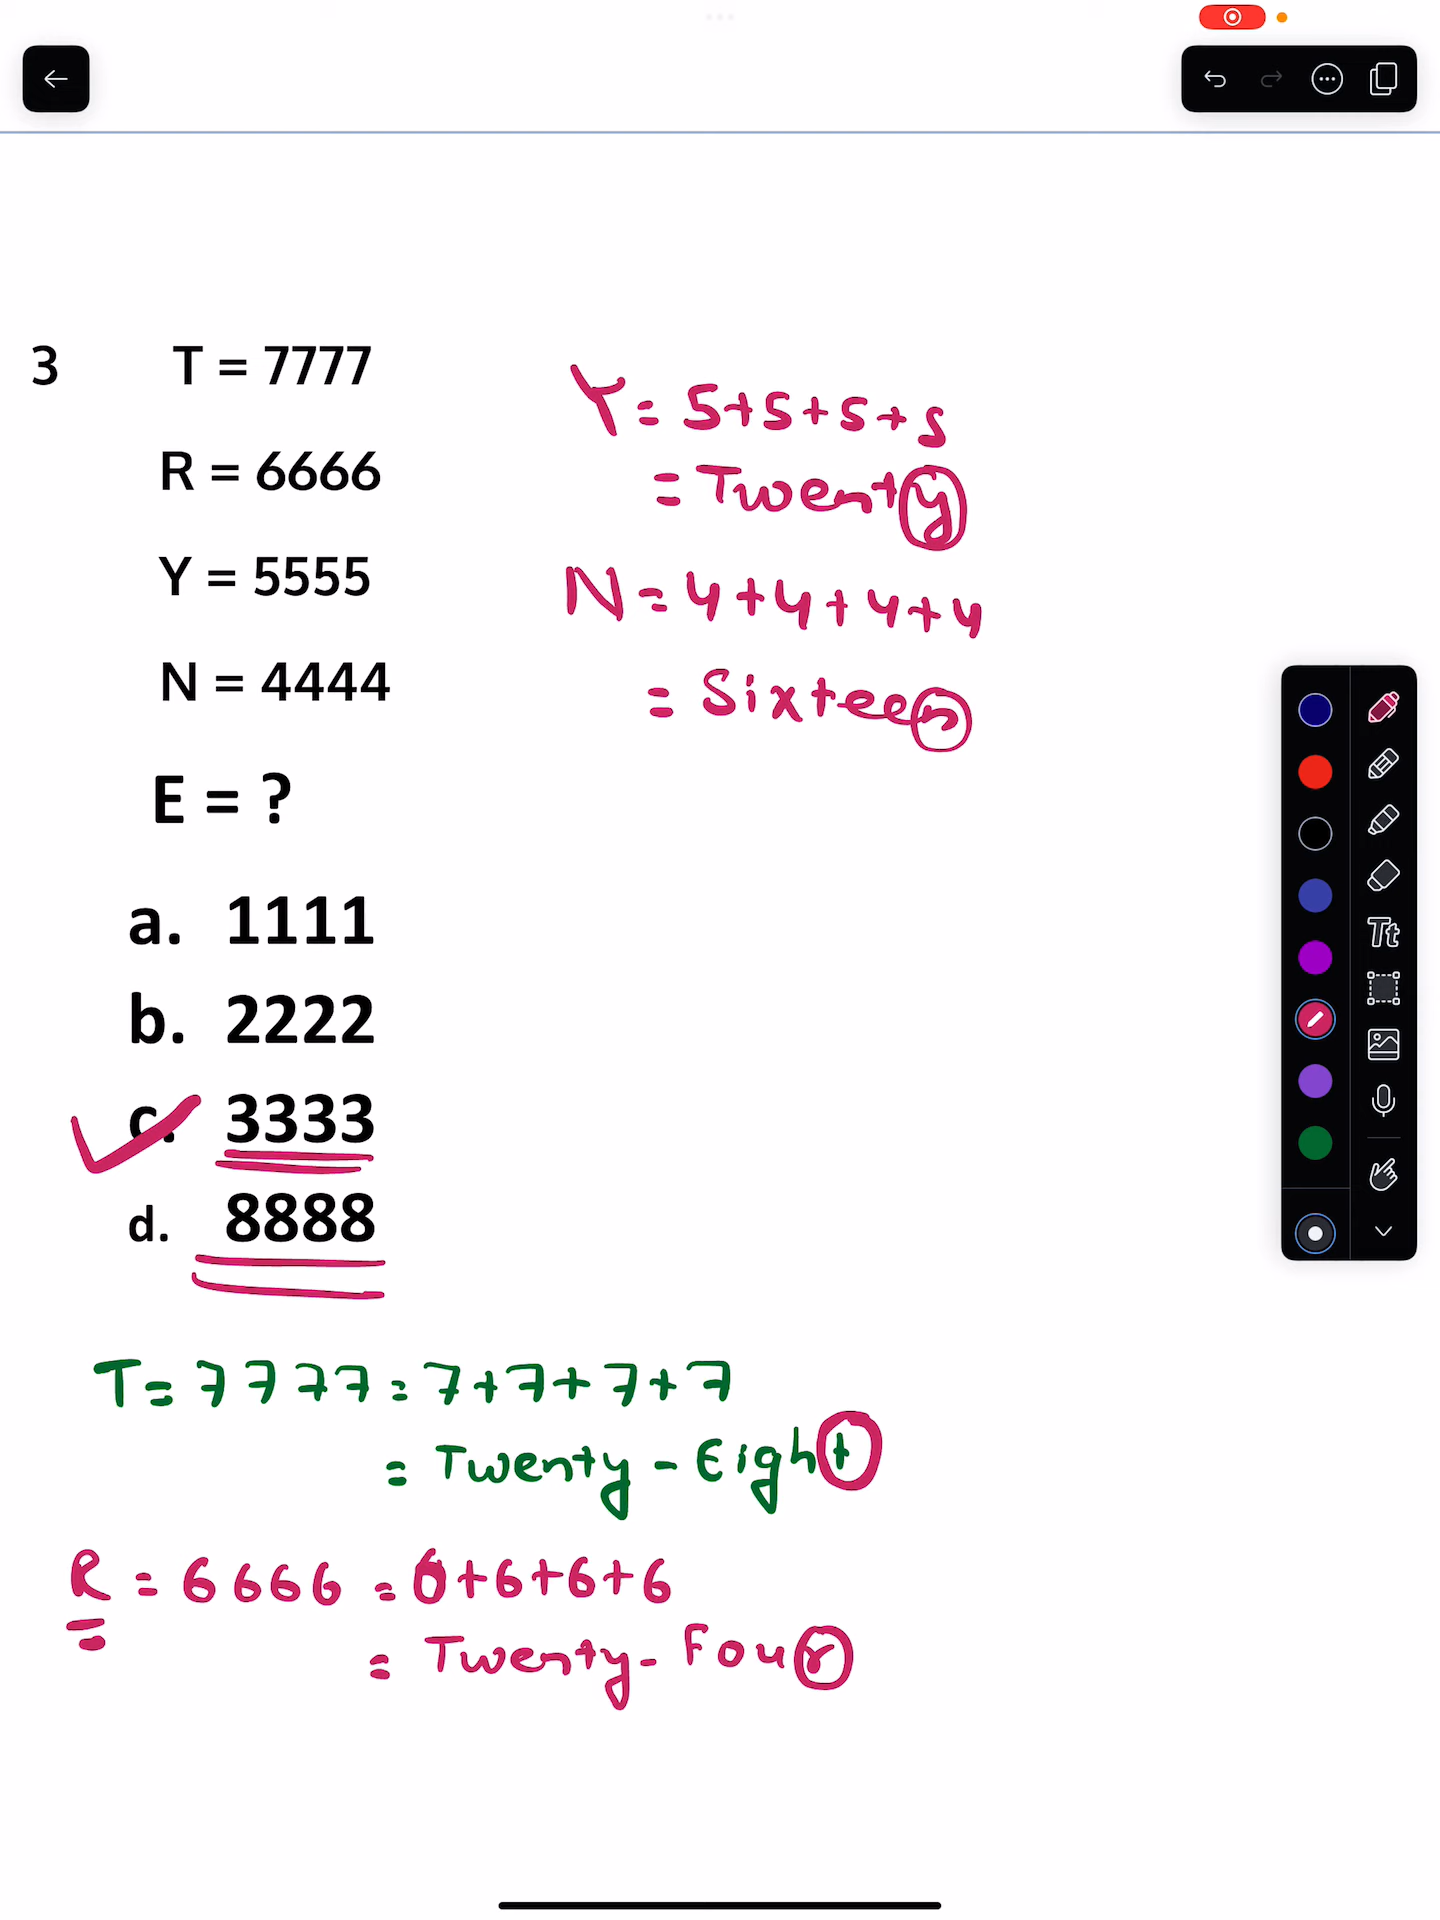 3 T = 7777
R = 6666
Y = 5555
N = 4444
E = ?
a. 1111
b. 2222
c. 3333
d. 8888
Y = 5+5+5+5
= Twenty
N = 4+4+4+4
= Sixteen
T = 7777 = 7+7+7+7
= Twenty - Eight
R = 6666 = 6+6+6+6
= Twenty - Four
Tt